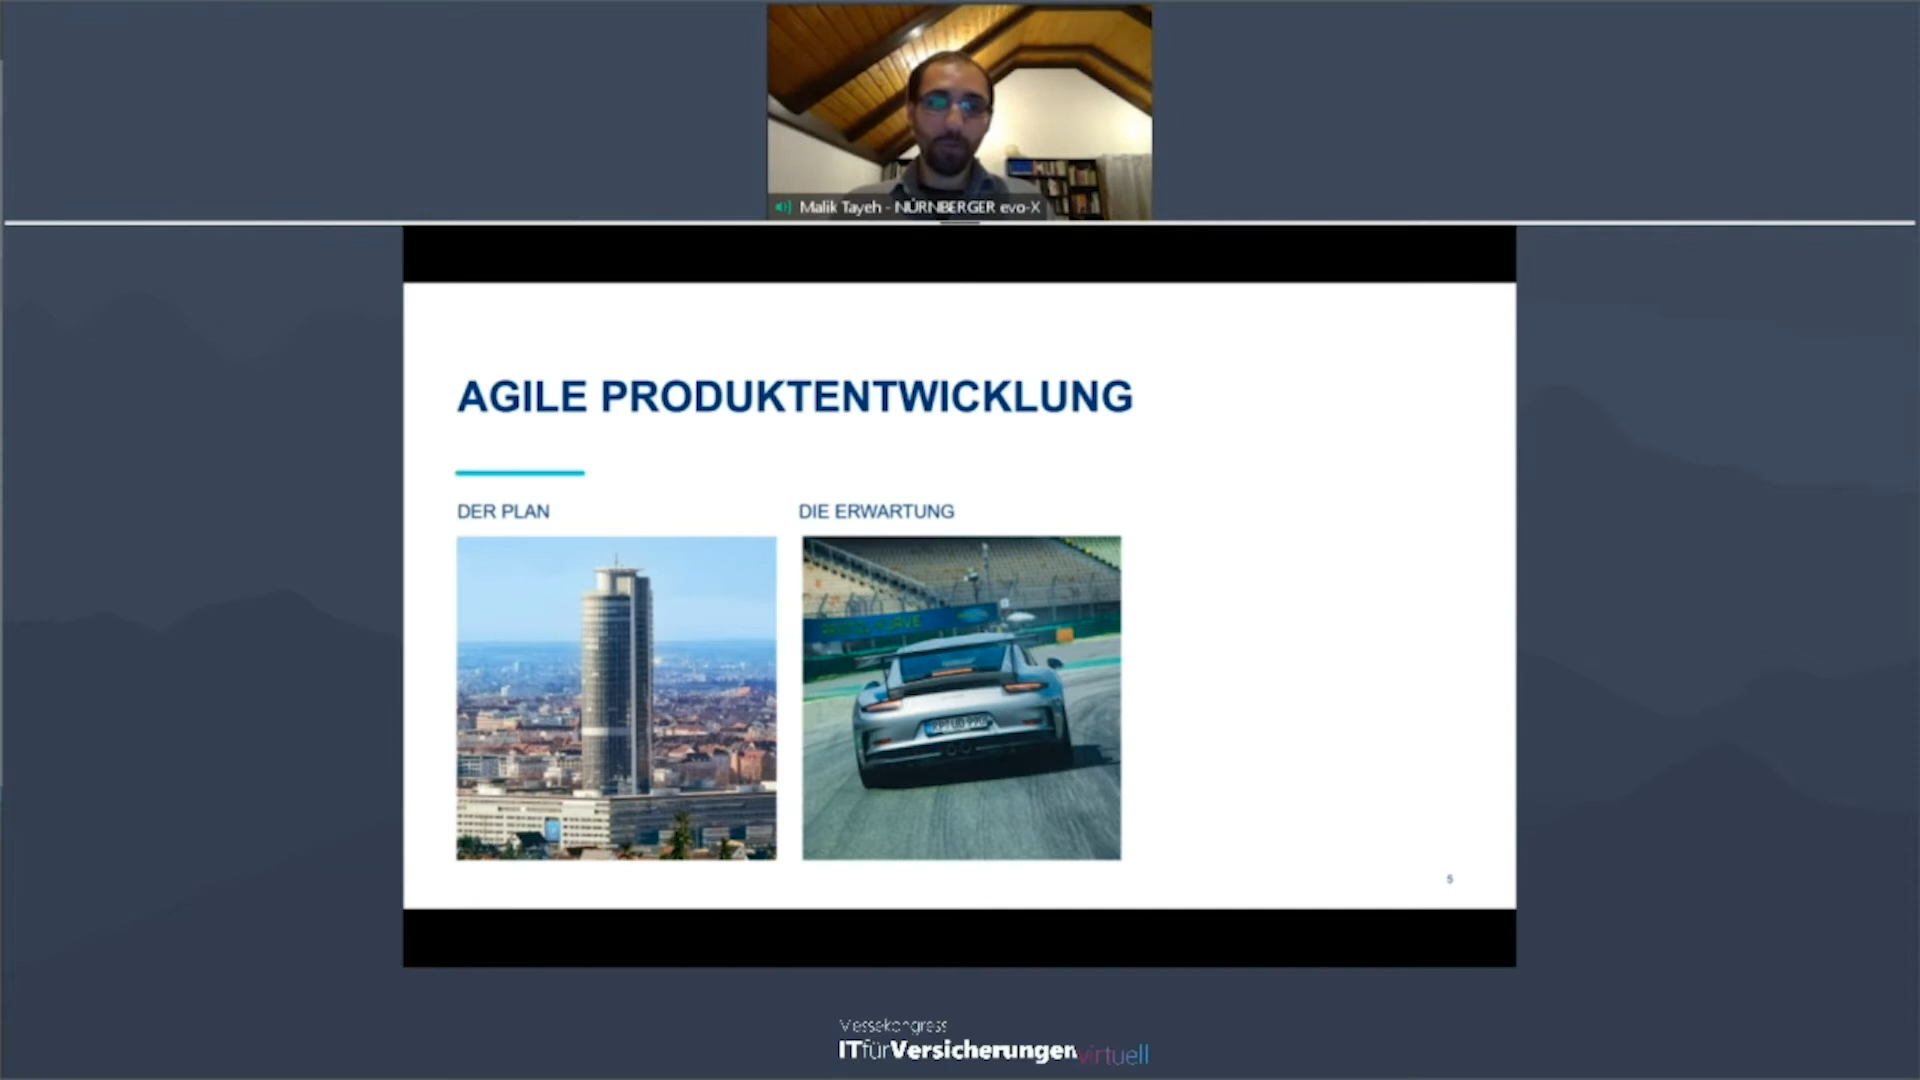 Malik Tayeh - NÜRNBERGER evo-X
AGILE PRODUKTENTWICKLUNG
DER PLAN
DIE ERWARTUNG
5
Messekongress
ITfürVersicherungen virtuell